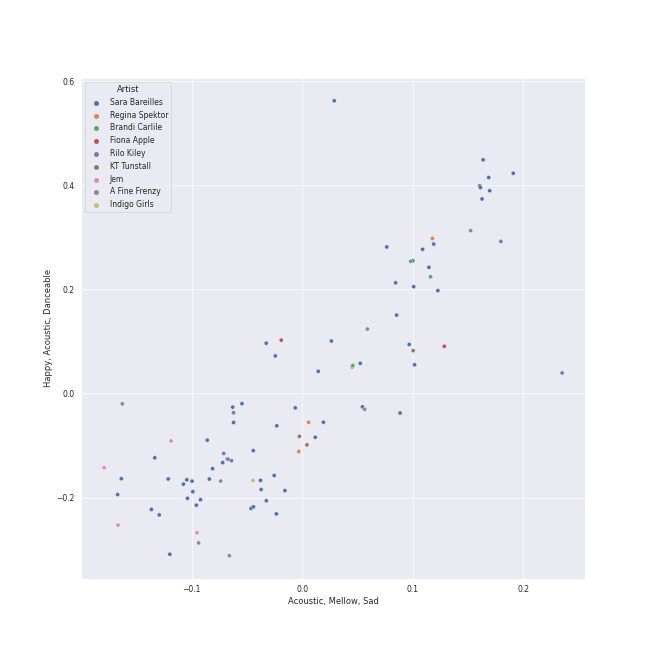 0.6
Artist
Sara Bareilles
Regina Spektor
Brandi Carlile
Fiona Apple
Rilo Kiley
KT Tunstall
Jem
A Fine Frenzy
Indigo Girls
0.4
0.2
0.0
−0.2
Happy, Acoustic, Danceable
−0.1 0.0 0.1 0.2
Acoustic, Mellow, Sad